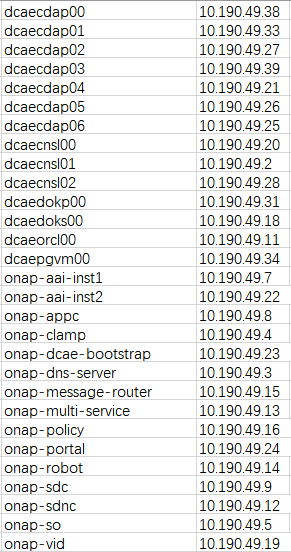 dcaecdap00 10.190.49.38
dcaecdap01 10.190.49.33
dcaecdap02 10.190.49.27
dcaecdap03 10.190.49.39
dcaecdap04 10.190.49.21
dcaecdap05 10.190.49.26
dcaecdap06 10.190.49.25
dcaecnsl00 10.190.49.20
dcaecnsl01 10.190.49.2
dcaecnsl02 10.190.49.28
dcaedokp00 10.190.49.31
dcaedoks00 10.190.49.18
dcaeorcl00 10.190.49.11
dcaepgvm00 10.190.49.34
onap-aai-inst1 10.190.49.7
onap-aai-inst2 10.190.49.22
onap-appc 10.190.49.8
onap-clamp 10.190.49.4
onap-dcae-bootstrap 10.190.49.23
onap-dns-server 10.190.49.3
onap-message-router 10.190.49.15
onap-multi-service 10.190.49.13
onap-policy 10.190.49.16
onap-portal 10.190.49.24
onap-robot 10.190.49.14
onap-sdc 10.190.49.9
onap-sdnc 10.190.49.12
onap-so 10.190.49.5
onap-vid 10.190.49.19